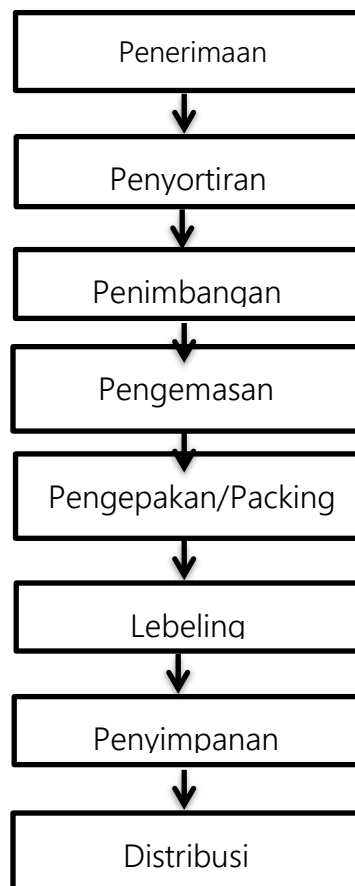 Penerimaan
Penyortiran
Penimbangan
Pengemasan
Pengepakan/Packing
Lebeling
Penyimpanan
Distribusi